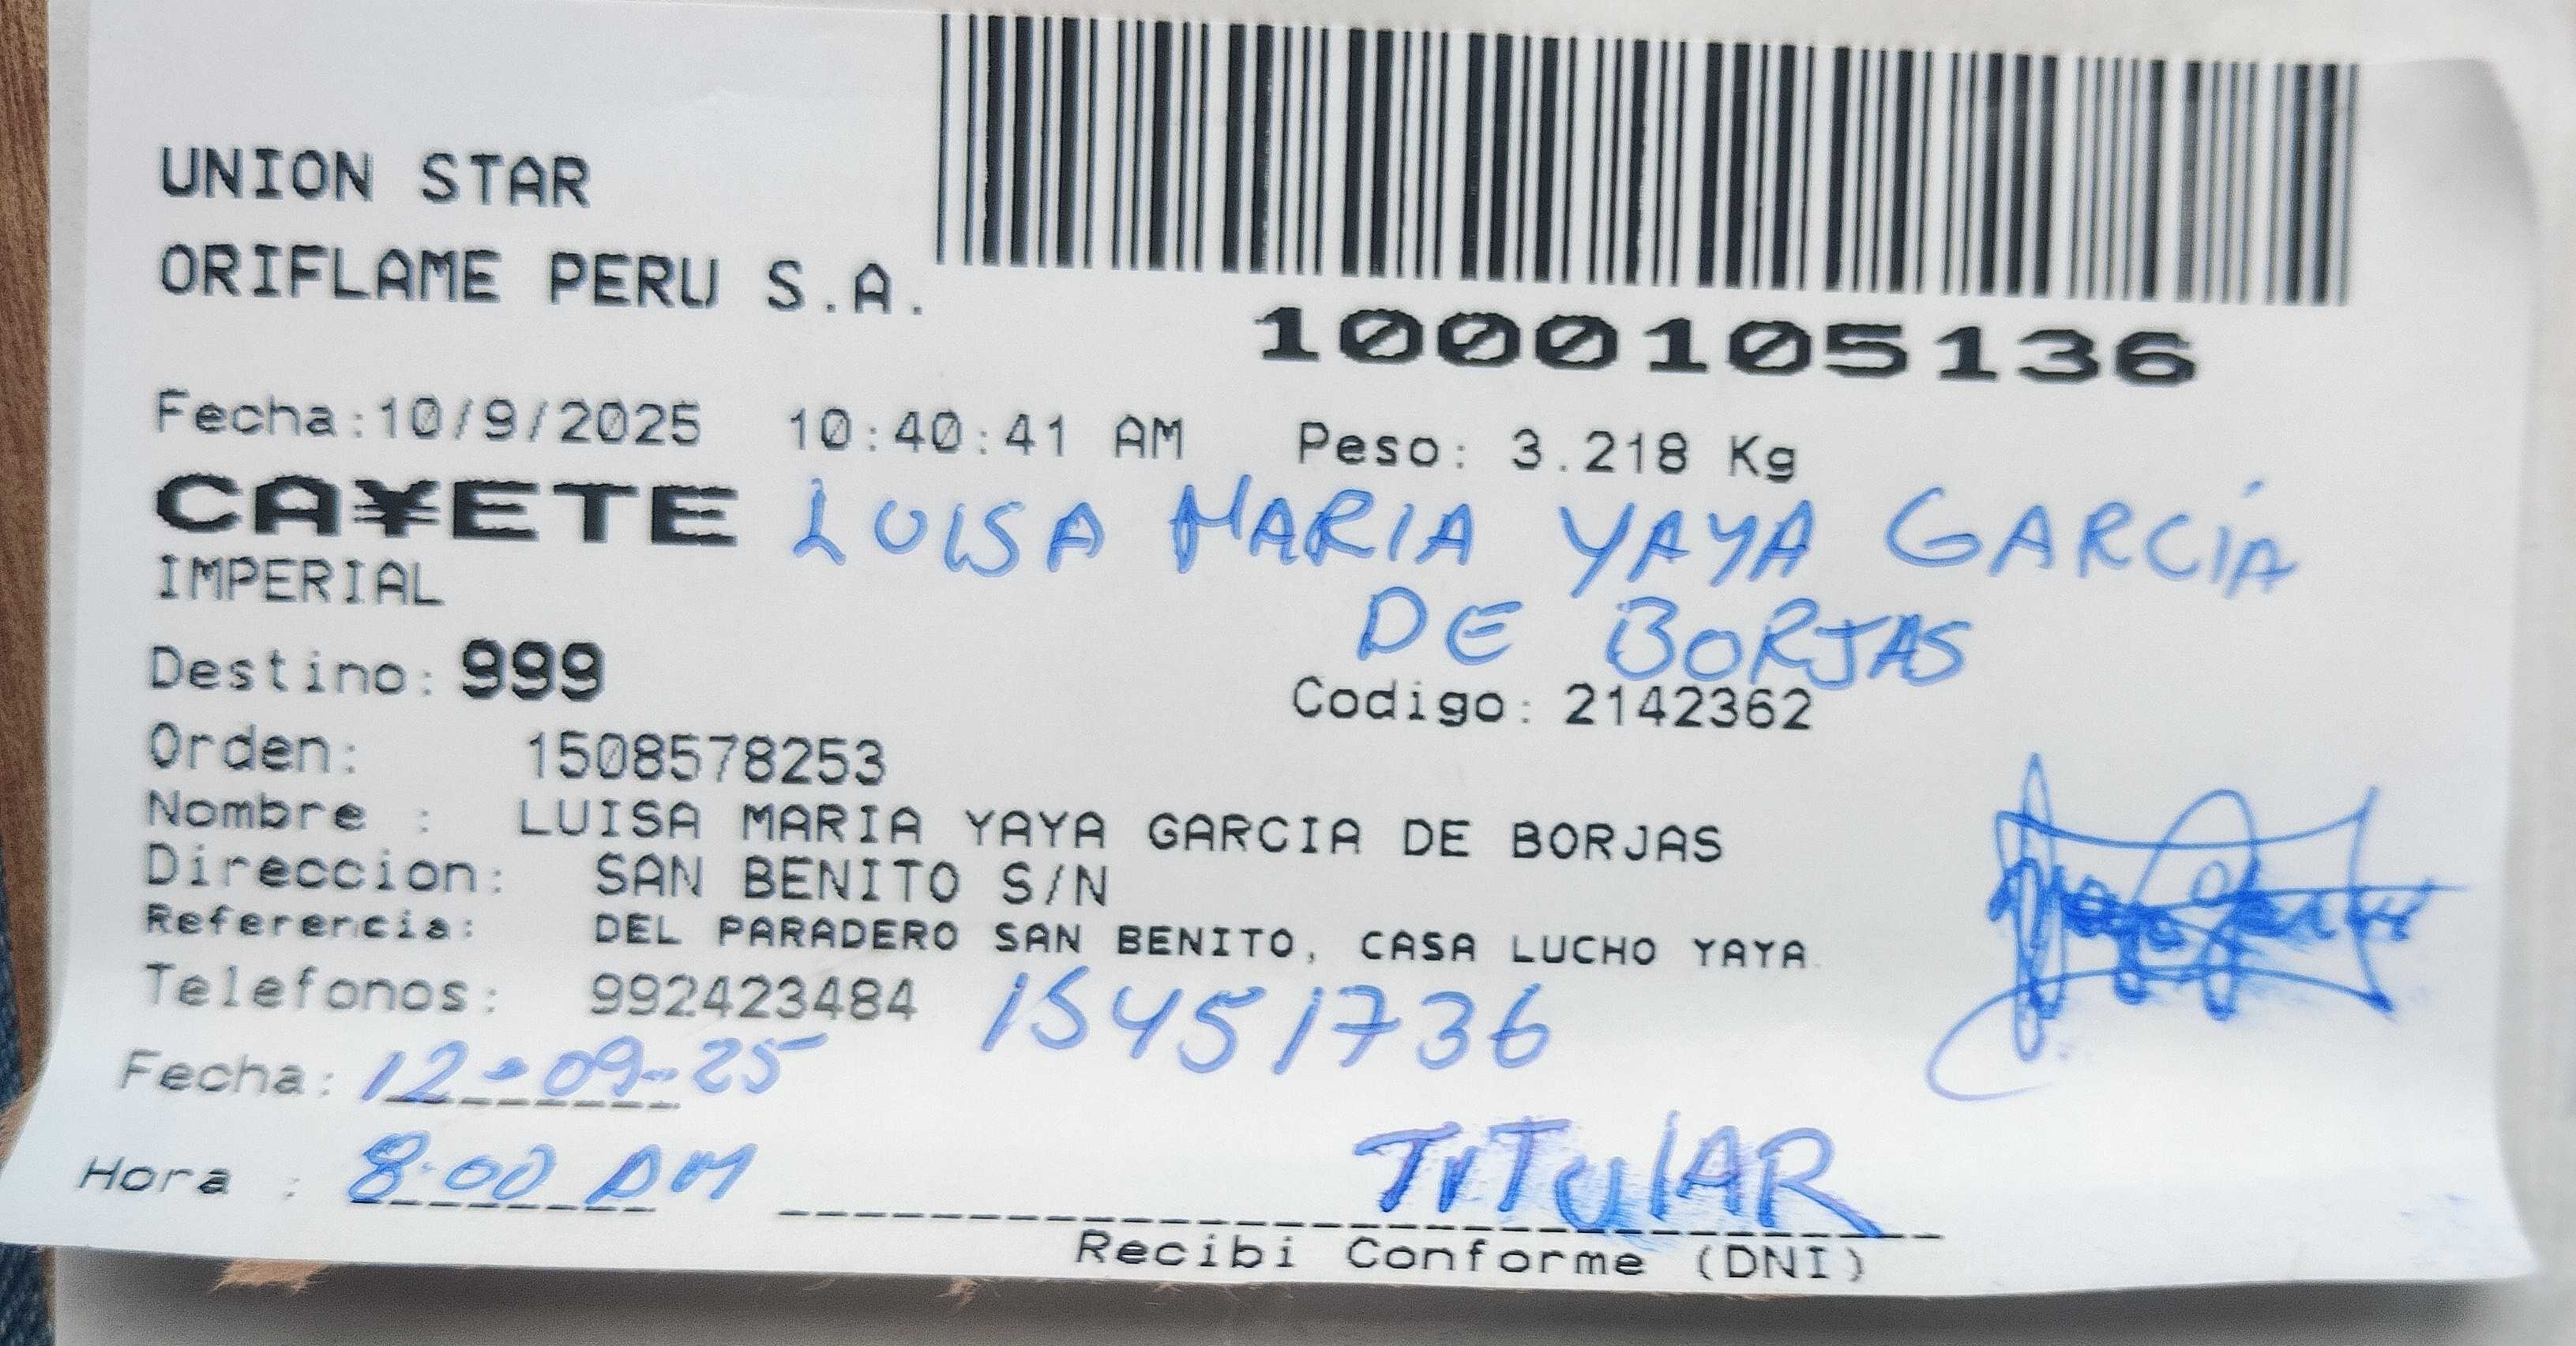 UNION STAR
ORIFLAME PERU S.A.
1000105136
Fecha:10/9/2025 10:40:41 AM Peso: 3.218 Kg
CA¥ETE LUISA MARIA YAYA GARCÍA
IMPERIAL DE BORJAS
Destino: 999 Codigo: 2142362
Orden: 1508578253
Nombre : LUISA MARIA YAYA GARCIA DE BORJAS
Direccion: SAN BENITO S/N
Referencia: DEL PARADERO SAN BENITO, CASA LUCHO YAYA
Telefonos: 992423484 15451736
Fecha: 12-09-25
Hora : 8:00 AM TITULAR
Recibi Conforme (DNI)